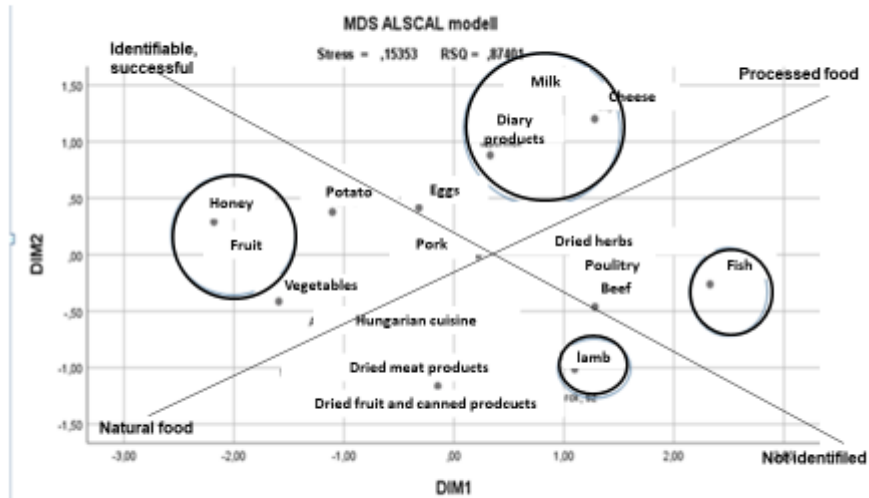 MDS ALSCAL modell
Stress = ,15353 RSQ = ,87401
Identifiable,
successful
Processed food
Milk
Cheese
Diary
products
Honey
Potato
Eggs
Fruit
Pork
Dried herbs
Poulitry
Fish
Vegetables
Beef
Hungarian cuisine
lamb
Dried meat products
Dried fruit and canned prodcucts
Natural food
Not identifiled
DIM2
1,50
1,00
,50
,00
-,50
-1,00
-1,50
-3,00 -2,00 -1,00 ,00 1,00 2,00 3,00
DIM1